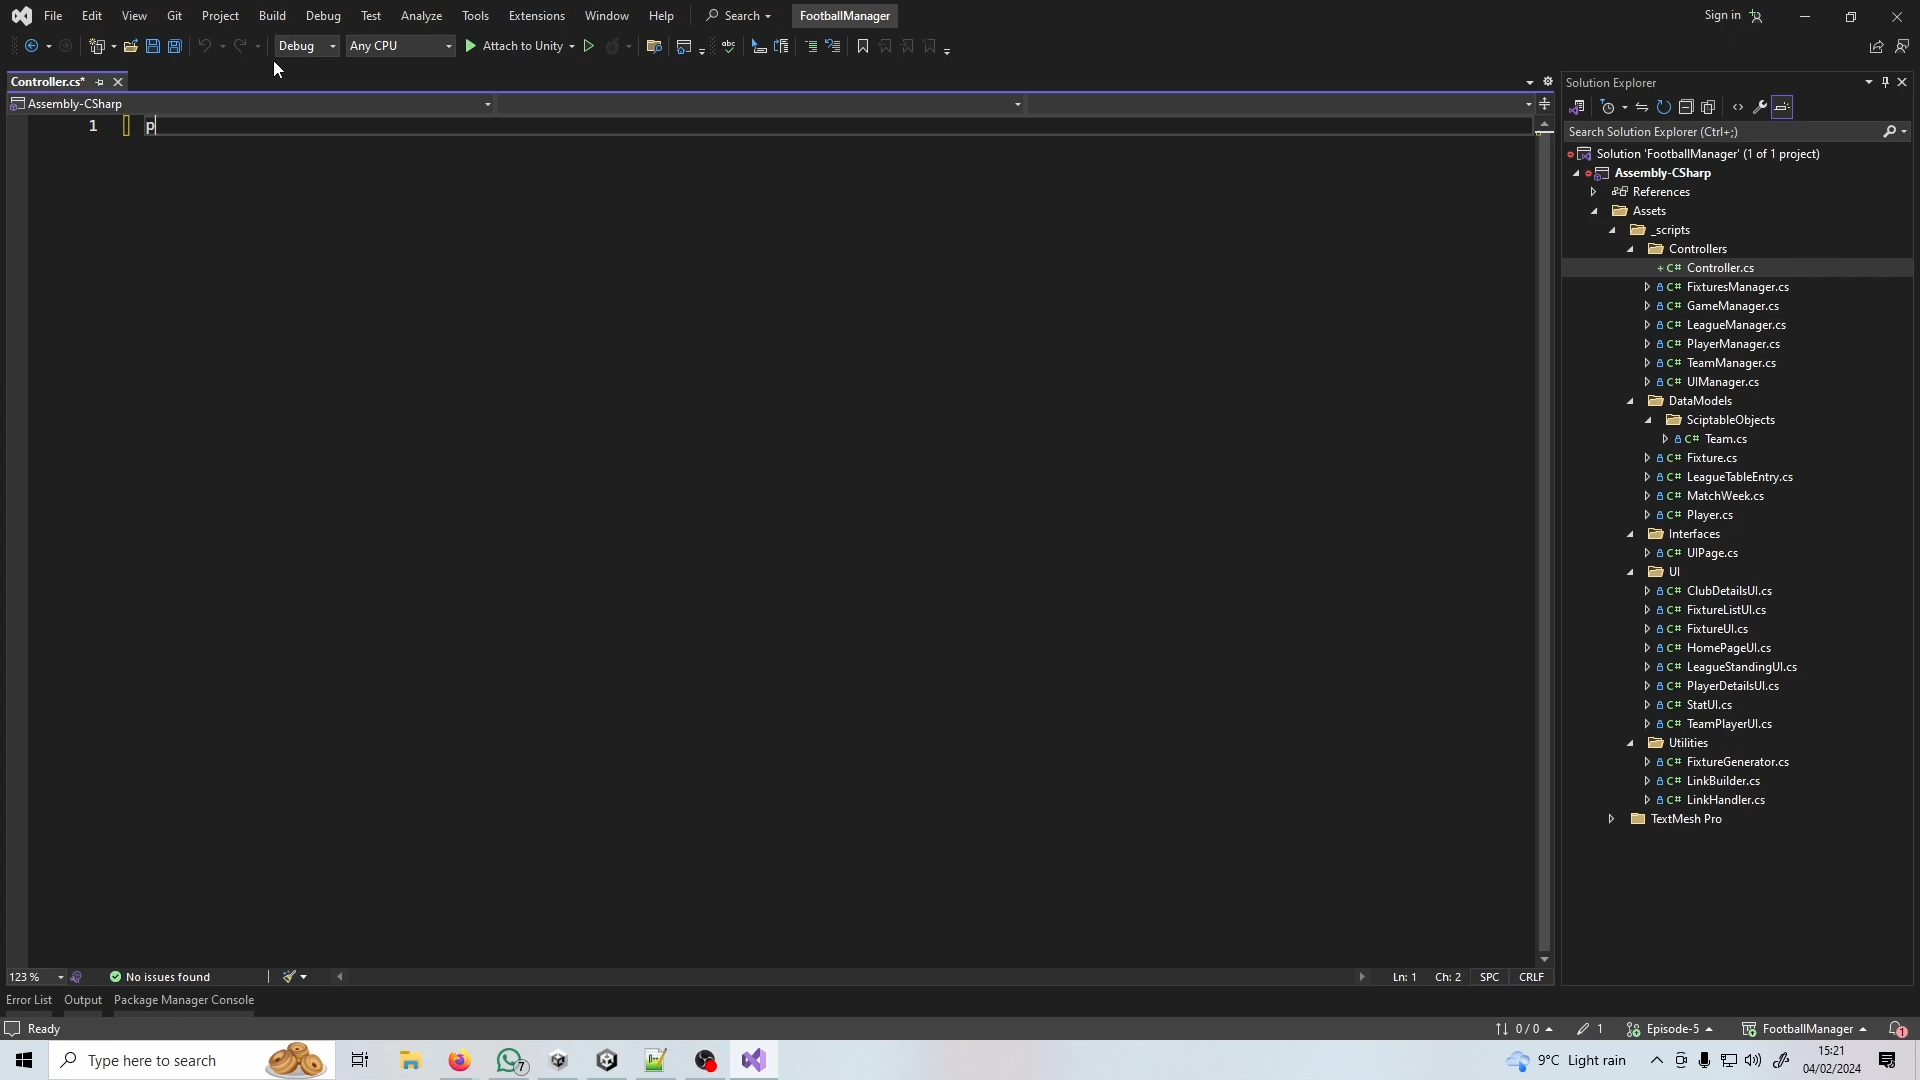 File Edit View Git Project Build Debug Test Analyze Tools Extensions Window Help Search FootballManager Sign in
Debug Any CPU Attach to Unity
Controller.cs*
Assembly-CSharp
1 p
Solution Explorer
Search Solution Explorer (Ctrl+;)
Solution 'FootballManager' (1 of 1 project)
Assembly-CSharp
References
Assets
_scripts
Controllers
C# Controller.cs
C# FixturesManager.cs
C# GameManager.cs
C# LeagueManager.cs
C# PlayerManager.cs
C# TeamManager.cs
C# UIManager.cs
DataModels
SciptableObjects
C# Team.cs
C# Fixture.cs
C# LeagueTableEntry.cs
C# MatchWeek.cs
C# Player.cs
Interfaces
C# UIPage.cs
UI
C# ClubDetailsUI.cs
C# FixtureListUI.cs
C# FixtureUI.cs
C# HomePageUI.cs
C# LeagueStandingUI.cs
C# PlayerDetailsUI.cs
C# StatUI.cs
C# TeamPlayerUI.cs
Utilities
C# FixtureGenerator.cs
C# LinkBuilder.cs
C# LinkHandler.cs
TextMesh Pro
123 % No issues found Ln: 1 Ch: 2 SPC CRLF
Error List Output Package Manager Console
Ready 0 / 0 1 Episode-5 FootballManager 1
Type here to search 7 9°C Light rain 15:21
04/02/2024